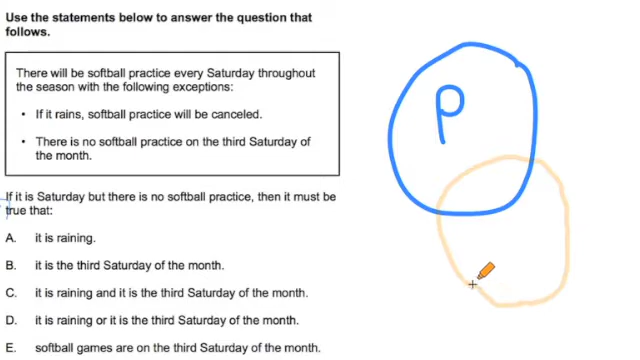 Use the statements below to answer the question that
follows.
There will be softball practice every Saturday throughout
the season with the following exceptions:
• If it rains, softball practice will be canceled.
• There is no softball practice on the third Saturday of
the month.
If it is Saturday but there is no softball practice, then it must be
true that:
A. it is raining.
B. it is the third Saturday of the month.
C. it is raining and it is the third Saturday of the month.
D. it is raining or it is the third Saturday of the month.
E. softball games are on the third Saturday of the month.
P